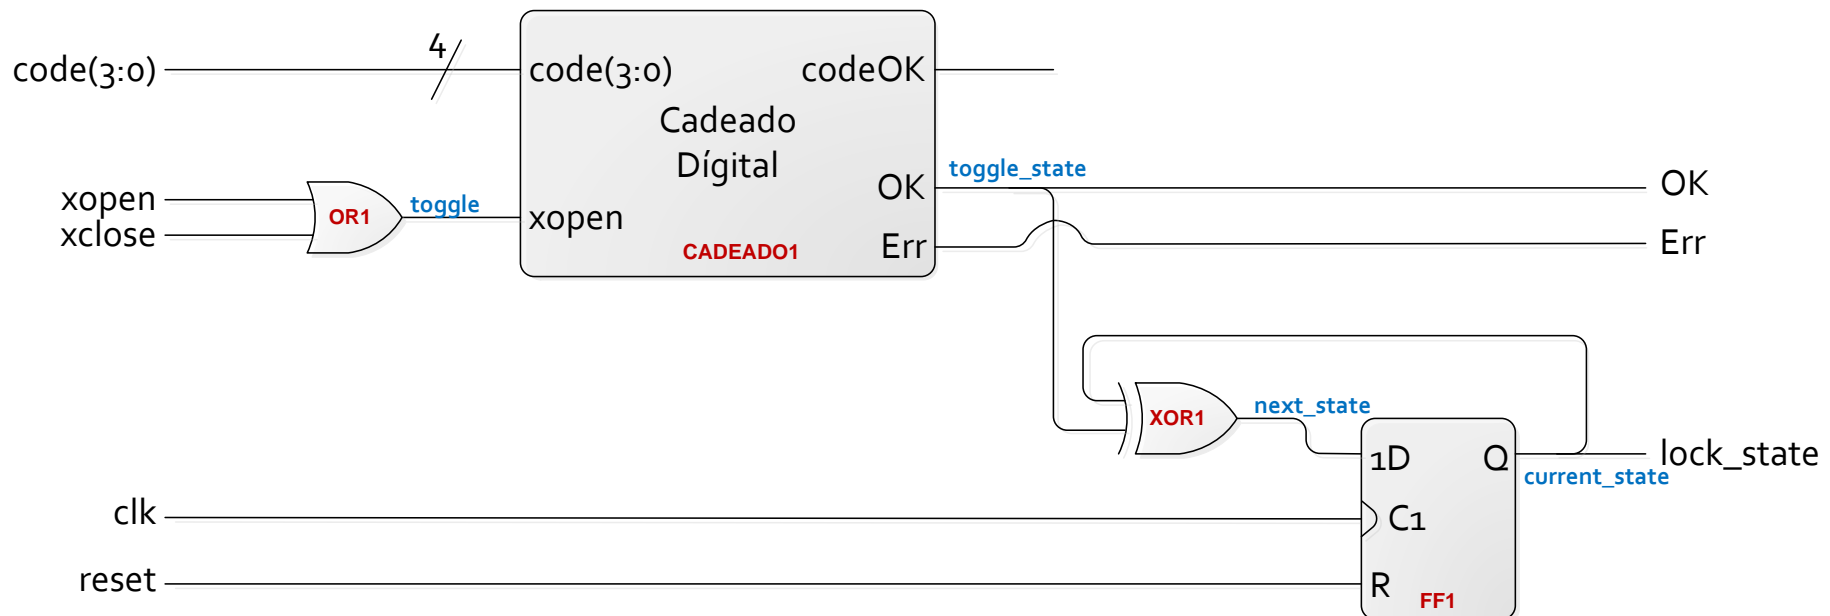 4
code(3:0)
code(3:0)
codeOK
Cadeado
Dígital
toggle_state
OK
OK
xopen
OR1
toggle
xopen
xclose
Err
Err
CADEADO1
XOR1
next_state
1D
Q
lock_state
current_state
clk
C1
reset
R
FF1